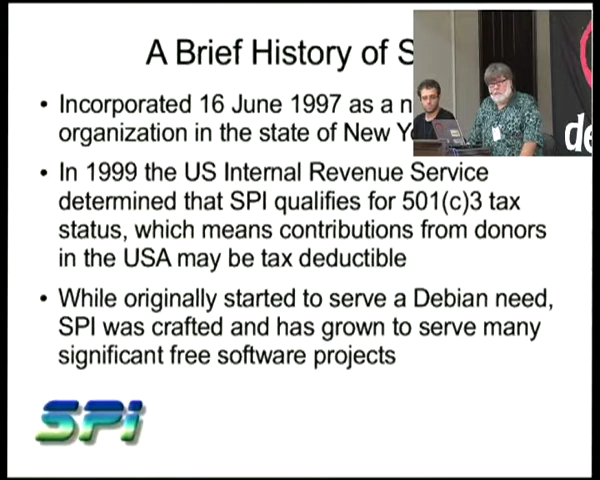 A Brief History of S
• Incorporated 16 June 1997 as a n
organization in the state of New Yo
• In 1999 the US Internal Revenue Service
determined that SPI qualifies for 501(c)3 tax
status, which means contributions from donors
in the USA may be tax deductible
• While originally started to serve a Debian need,
SPI was crafted and has grown to serve many
significant free software projects
SPi
de